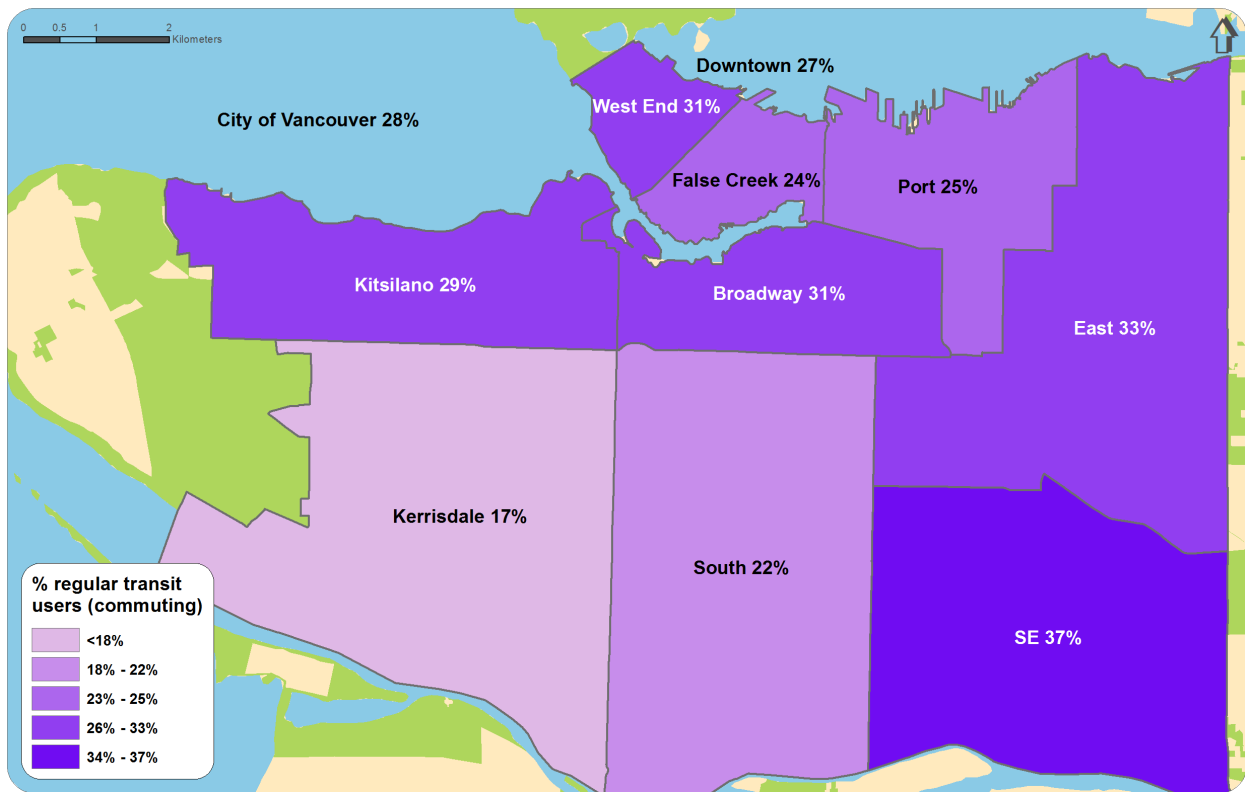 0 0.5 1 2
Kilometers
Downtown 27%
West End 31%
City of Vancouver 28%
False Creek 24%
Port 25%
Kitsilano 29%
Broadway 31%
East 33%
Kerrisdale 17%
South 22%
SE 37%
% regular transit
users (commuting)
<18%
18% - 22%
23% - 25%
26% - 33%
34% - 37%